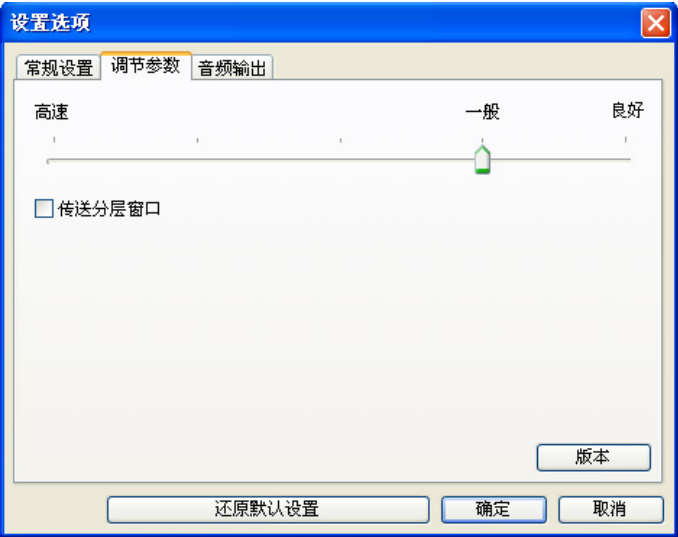 设置选项
常规设置 调节参数 音频输出
高速 一般 良好
传送分层窗口
版本
还原默认设置 确定 取消